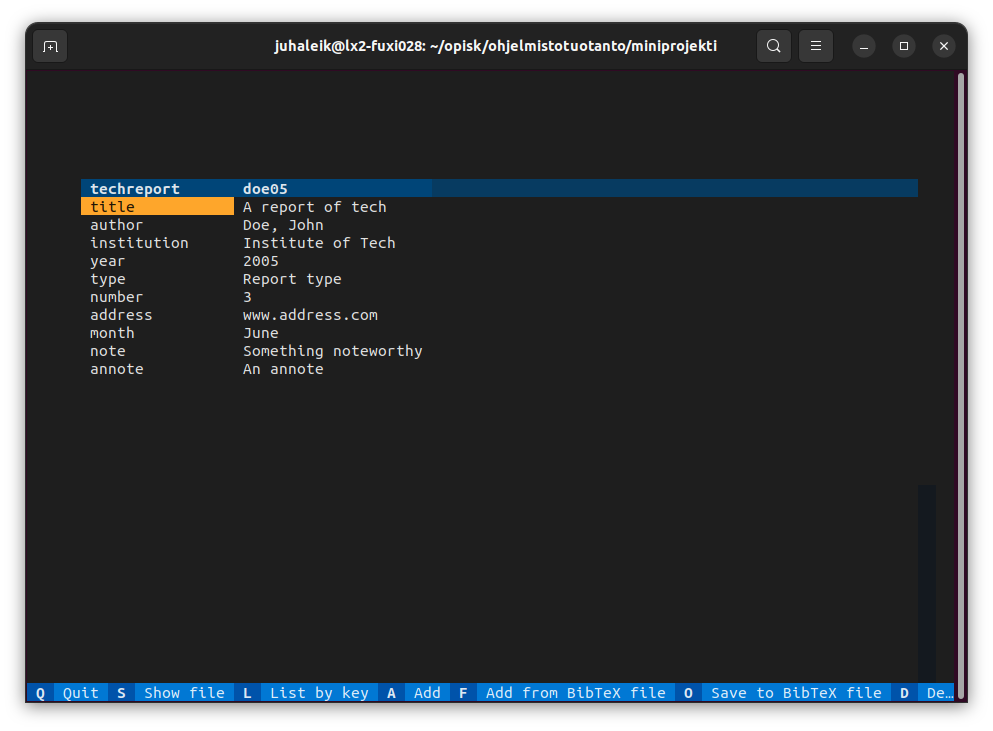 juhaleik@lx2-fuxi028: ~/opisk/ohjelmistotuotanto/miniprojekti
techreport doe05
title A report of tech
author Doe, John
institution Institute of Tech
year 2005
type Report type
number 3
address www.address.com
month June
note Something noteworthy
annote An annote
Q Quit S Show file L List by key A Add F Add from BibTeX file O Save to BibTeX file D De…